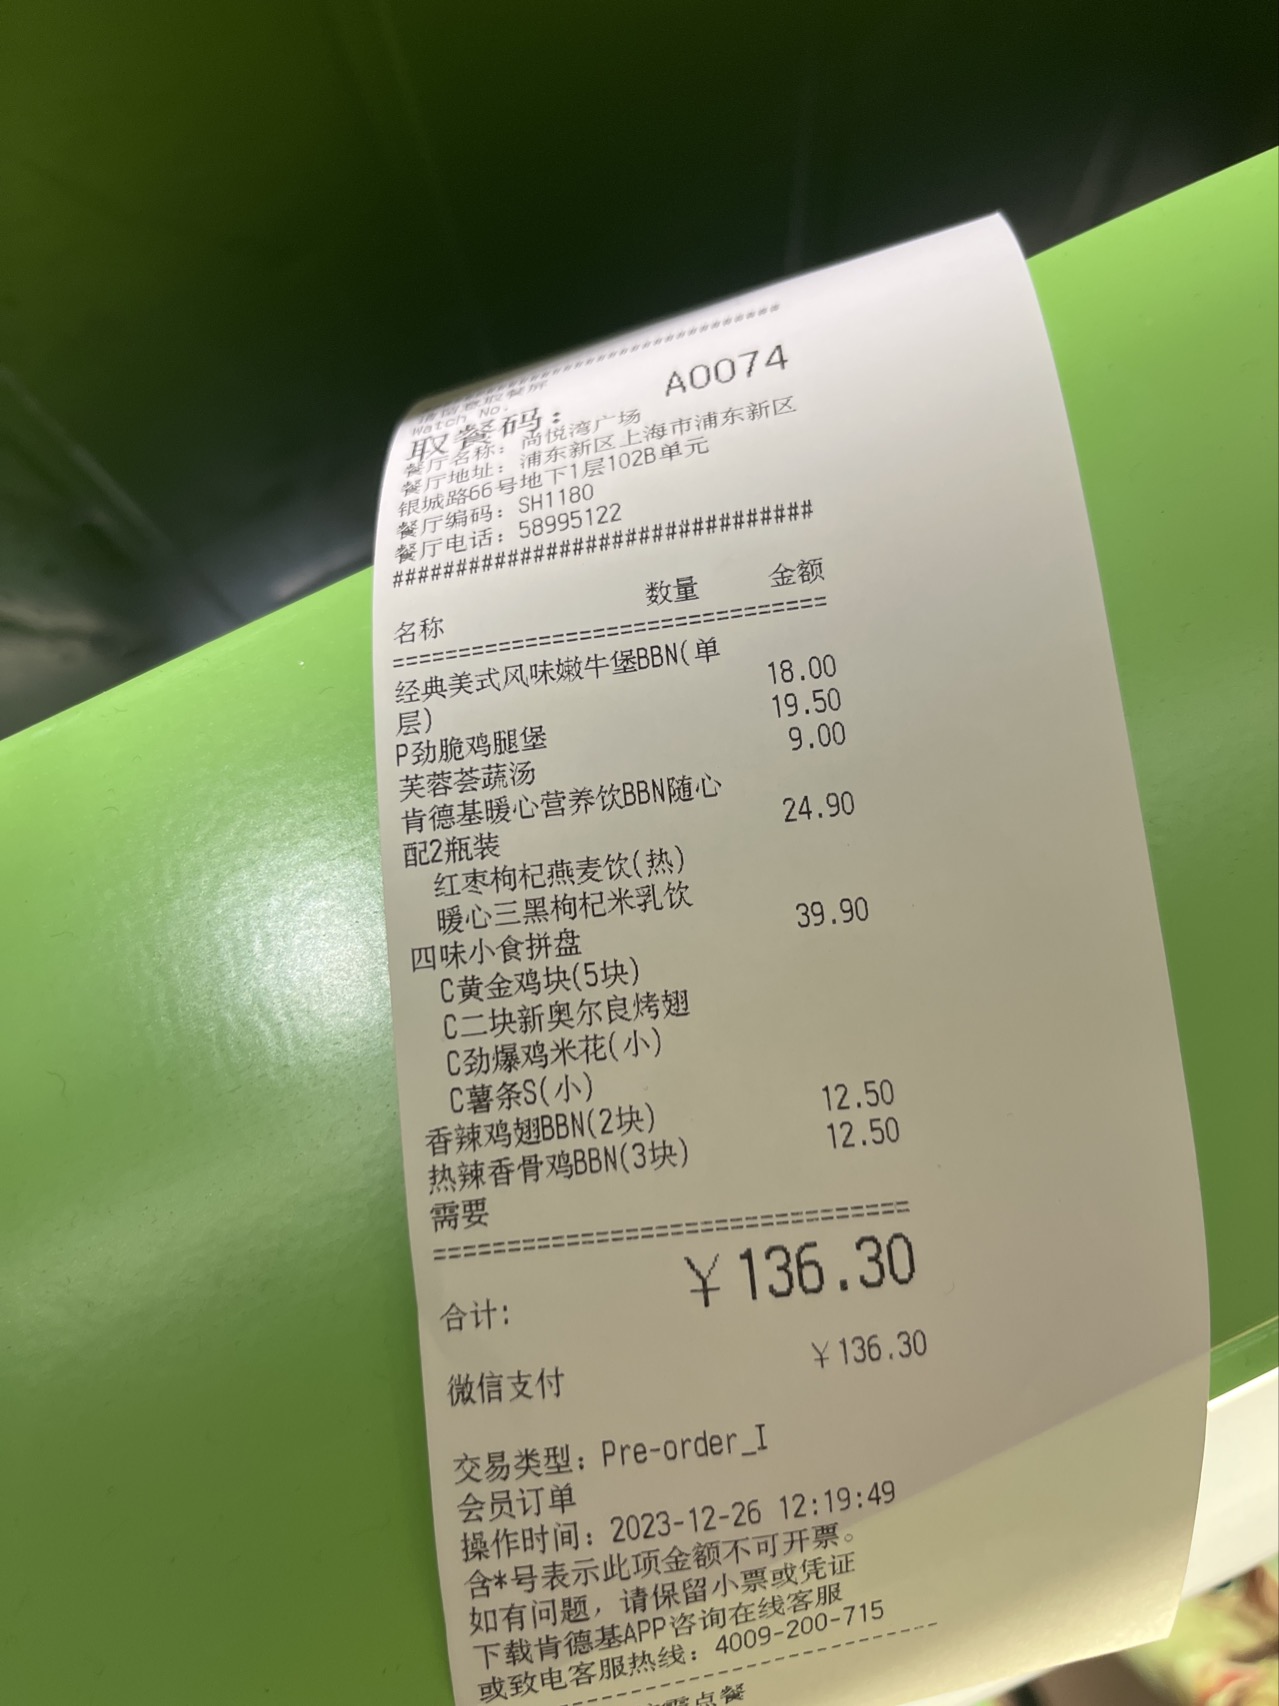 ##############################
Watch No.
取餐码： A0074
餐厅名称：尚悦湾广场
餐厅地址：浦东新区上海市浦东新区
银城路66号地下1层102B单元
餐厅编码：SH1180
餐厅电话：58995122
##############################
名称 数量 金额
==============================
经典美式风味嫩牛堡BBN(单 18.00
层)
P劲脆鸡腿堡 19.50
芙蓉荟蔬汤 9.00
肯德基暖心营养饮BBN随心 24.90
配2瓶装
红枣枸杞燕麦饮(热)
暖心三黑枸杞米乳饮
四味小食拼盘 39.90
C黄金鸡块(5块)
C二块新奥尔良烤翅
C劲爆鸡米花(小)
C薯条S(小)
香辣鸡翅BBN(2块) 12.50
热辣香骨鸡BBN(3块) 12.50
需要
==============================
合计: ￥136.30
微信支付 ￥136.30
交易类型：Pre-order_I
会员订单
操作时间：2023-12-26 12:19:49
含*号表示此项金额不可开票。
如有问题，请保留小票或凭证
下载肯德基APP咨询在线客服
或致电客服热线：4009-200-715
点餐